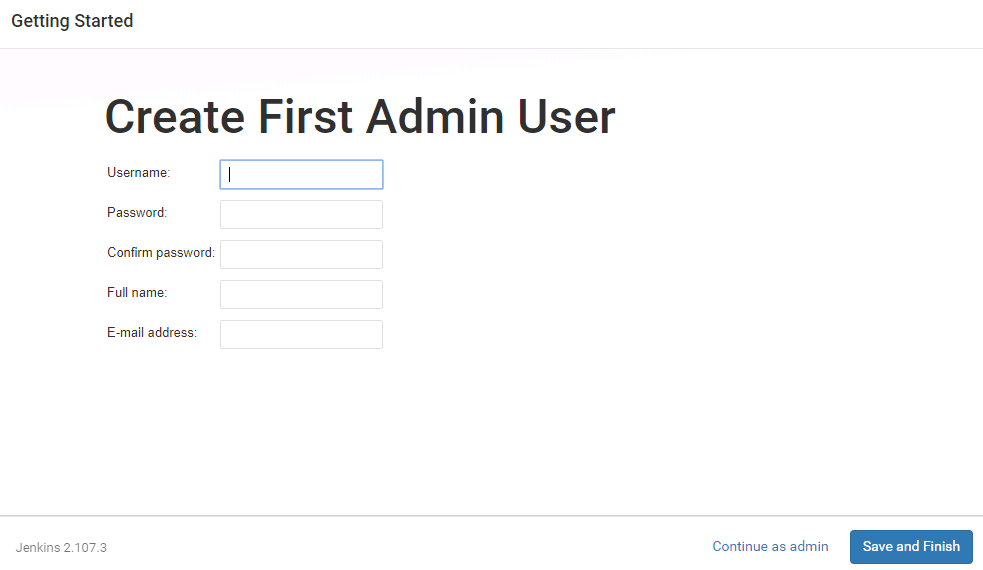 Getting Started
Create First Admin User
Username:
Password:
Confirm password:
Full name:
E-mail address:
Jenkins 2.107.3
Continue as admin
Save and Finish